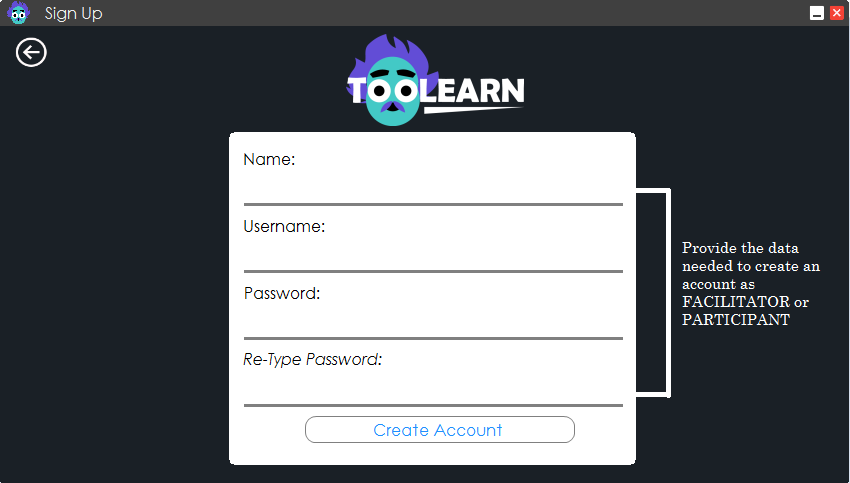 Sign Up
TOOLEARN
Name:
Username:
Password:
Re-Type Password:
Create Account
Provide the data
needed to create an
account as
FACILITATOR or
PARTICIPANT